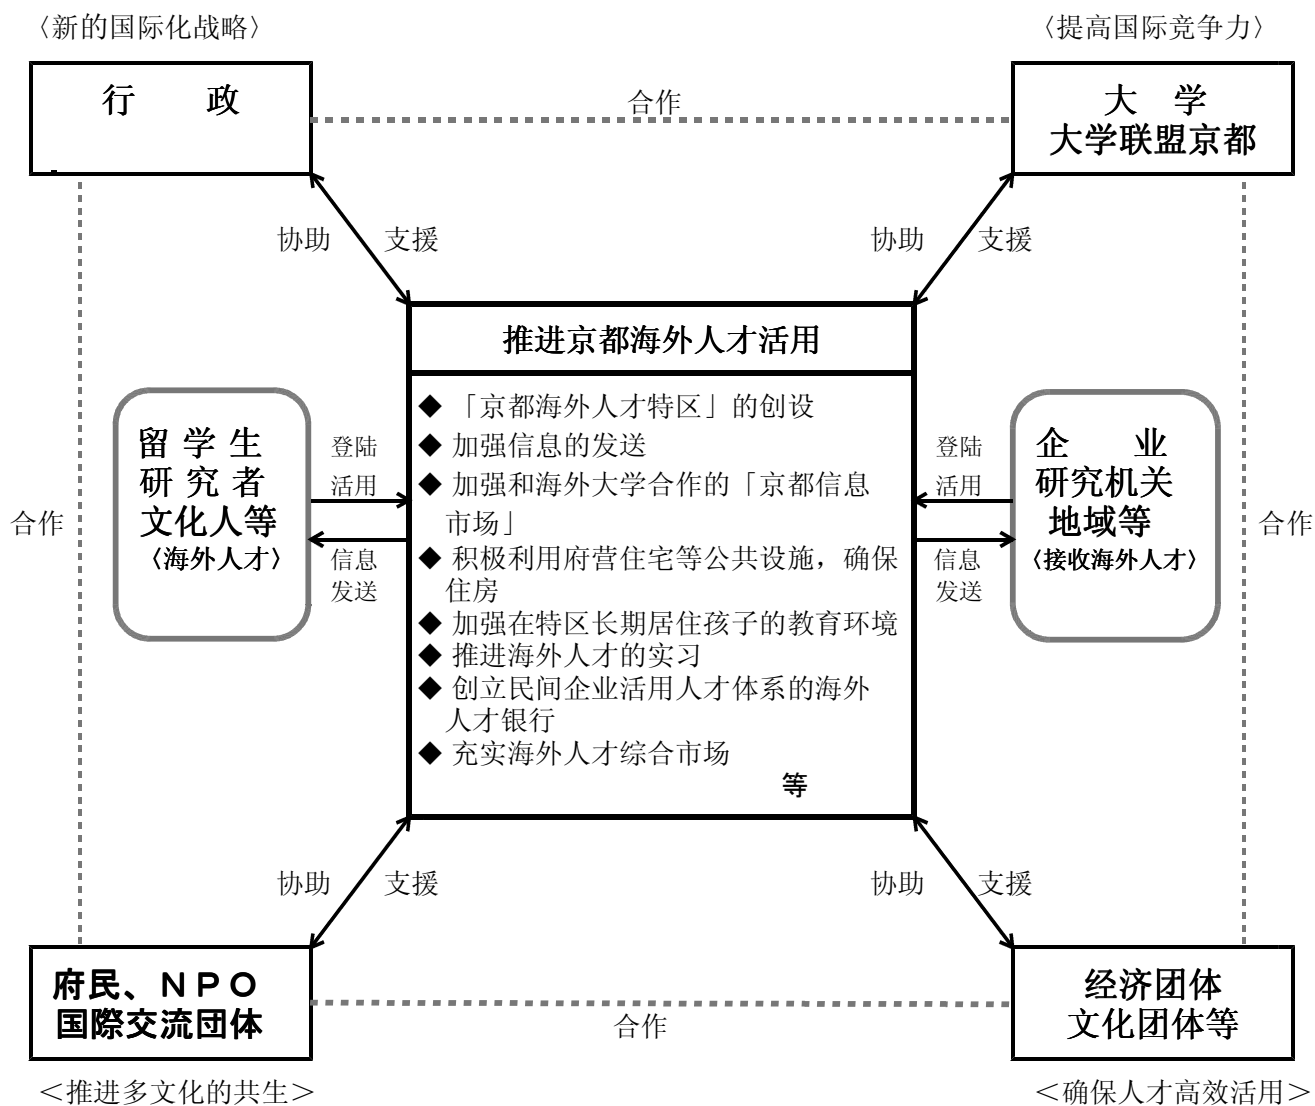 〈新的国际化战略〉
〈提高国际竞争力〉
行 政
合作
大 学
大学联盟京都
协助 支援
协助 支援
推进京都海外人才活用
◆ 「京都海外人才特区」的创设
◆ 加强信息的发送
◆ 加强和海外大学合作的「京都信息
市场」
◆ 积极利用府营住宅等公共设施，确保
住房
◆ 加强在特区长期居住孩子的教育环境
◆ 推进海外人才的实习
◆ 创立民间企业活用人才体系的海外
人才银行
◆ 充实海外人才综合市场
等
合作
留 学 生
研 究 者
文化人等
〈海外人才〉
登陆
活用
信息
发送
登陆
活用
信息
发送
企 业
研究机关
地域等
〈接收海外人才〉
合作
协助 支援
协助 支援
府民、ＮＰＯ
国際交流団体
合作
经济团体
文化团体等
＜推进多文化的共生＞
＜确保人才高效活用＞